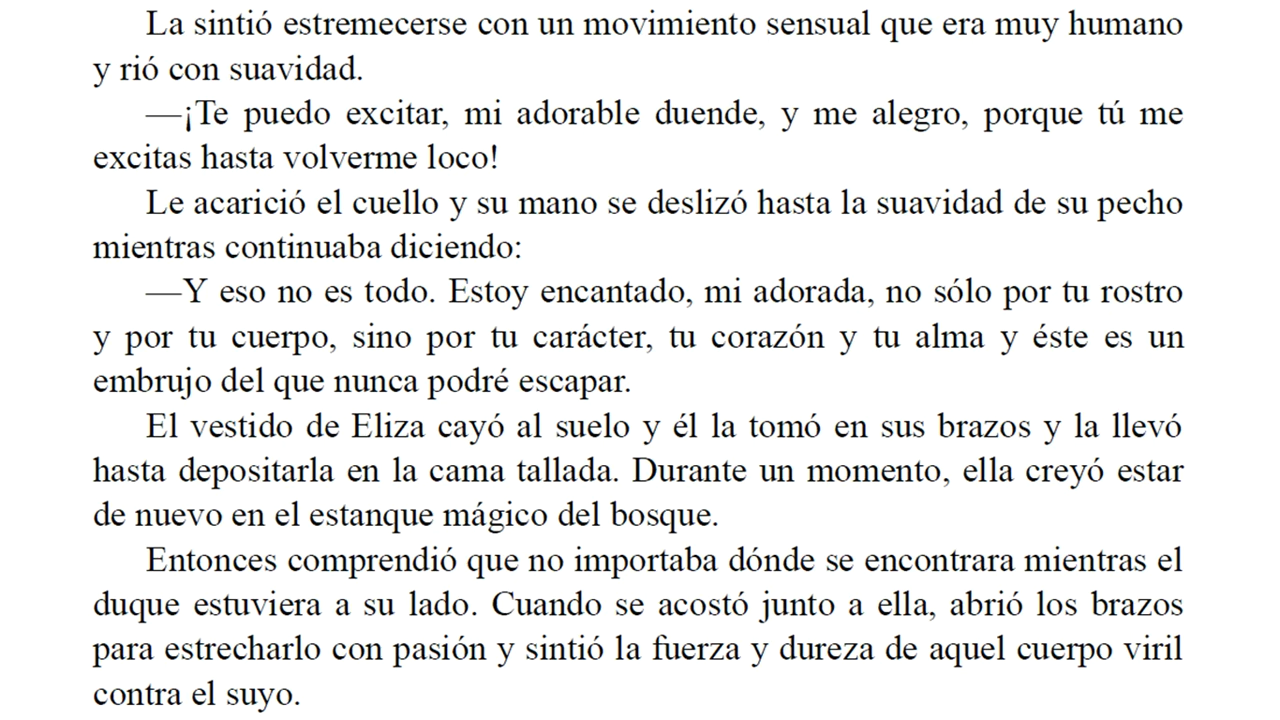 La sintió estremecerse con un movimiento sensual que era muy humano
y rió con suavidad.
—¡Te puedo excitar, mi adorable duende, y me alegro, porque tú me
excitas hasta volverme loco!
Le acarició el cuello y su mano se deslizó hasta la suavidad de su pecho
mientras continuaba diciendo:
—Y eso no es todo. Estoy encantado, mi adorada, no sólo por tu rostro
y por tu cuerpo, sino por tu carácter, tu corazón y tu alma y éste es un
embrujo del que nunca podré escapar.
El vestido de Eliza cayó al suelo y él la tomó en sus brazos y la llevó
hasta depositarla en la cama tallada. Durante un momento, ella creyó estar
de nuevo en el estanque mágico del bosque.
Entonces comprendió que no importaba dónde se encontrara mientras el
duque estuviera a su lado. Cuando se acostó junto a ella, abrió los brazos
para estrecharlo con pasión y sintió la fuerza y dureza de aquel cuerpo viril
contra el suyo.